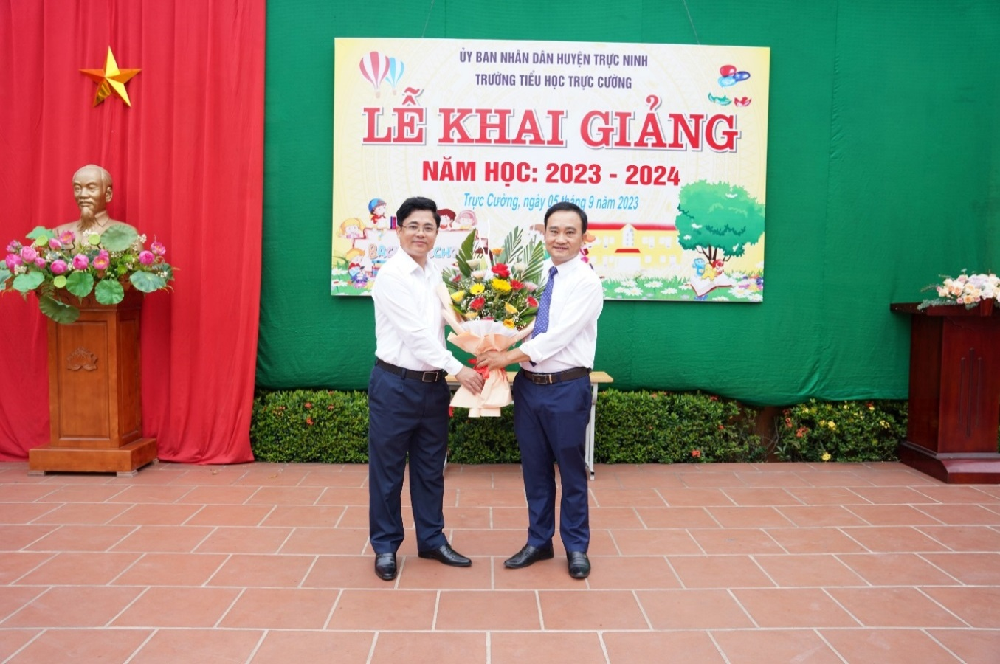 ỦY BAN NHÂN DÂN HUYỆN TRỰC NINH
TRƯỜNG TIỂU HỌC TRỰC CƯỜNG
LỄ KHAI GIẢNG
NĂM HỌC: 2023 - 2024
Trực Cường, ngày 05 tháng 9 năm 2023